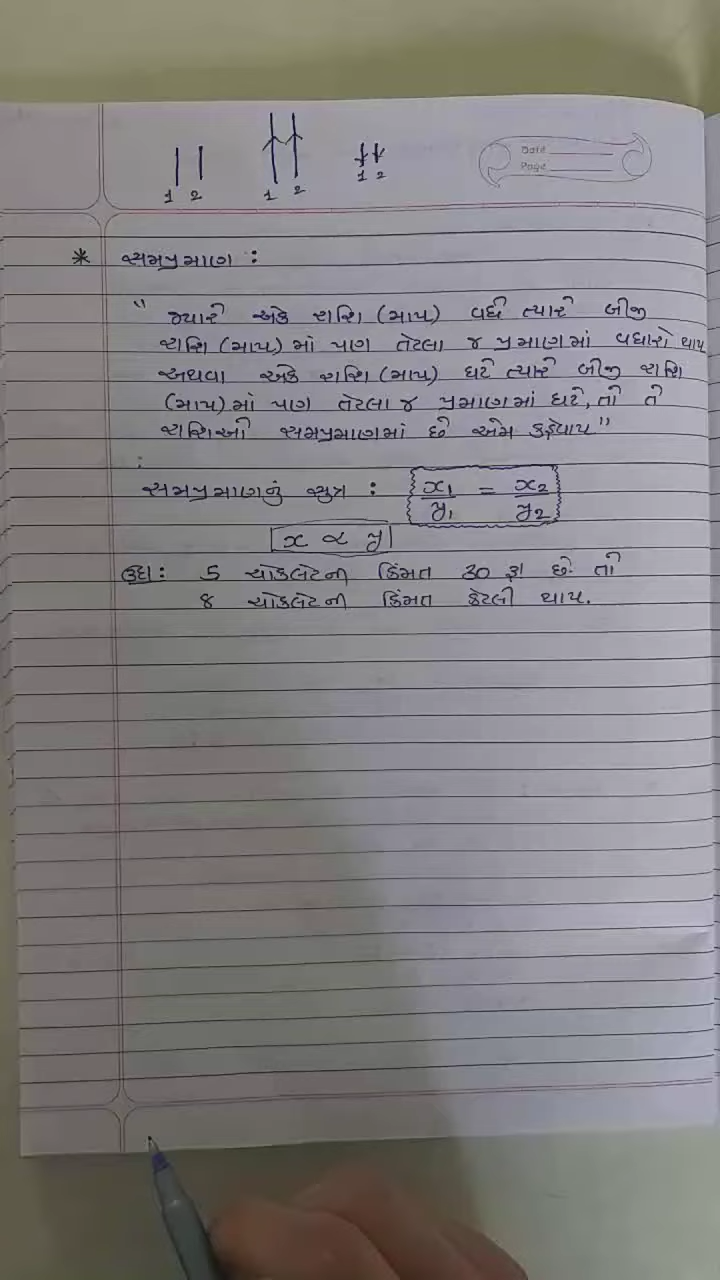 1 2 1 2 1 2
Date
Page
* સમપ્રમાણ :
" જ્યારે એક રાશિ (માપ) વધે ત્યારે બીજી
રાશિ (માપ) માં પણ તેટલા જ પ્રમાણમાં વધારો થાય
અથવા એક રાશિ (માપ) ઘટે ત્યારે બીજી રાશિ
(માપ) માં પણ તેટલા જ પ્રમાણમાં ઘટે, તો તે
રાશિઓ સમપ્રમાણમાં છે એમ કહેવાય"
સમપ્રમાણનું સુત્ર : x₁/y₁ = x₂/y₂
x ∝ y
ઉદા: 5 ચોકલેટની કિંમત 30 રૂા છે તો
8 ચોકલેટની કિંમત કેટલી થાય.